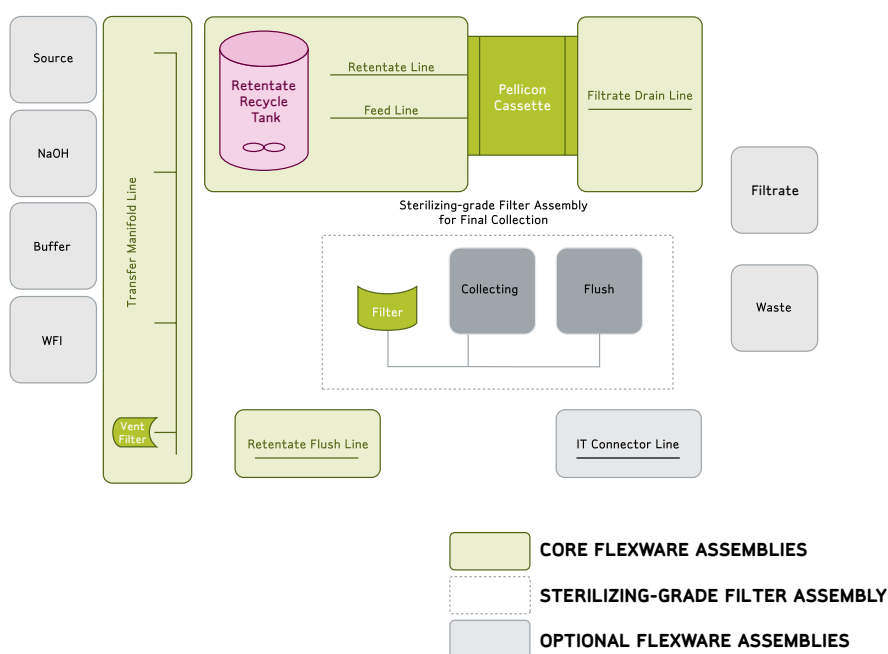 Source
NaOH
Buffer
WFI
Transfer Manifold Line
Vent
Filter
Retentate
Recycle
Tank
Retentate Line
Feed Line
Pellicon
Cassette
Filtrate Drain Line
Filtrate
Waste
Sterilizing-grade Filter Assembly
for Final Collection
Filter
Collecting
Flush
Retentate Flush Line
IT Connector Line
CORE FLEXWARE ASSEMBLIES
STERILIZING-GRADE FILTER ASSEMBLY
OPTIONAL FLEXWARE ASSEMBLIES